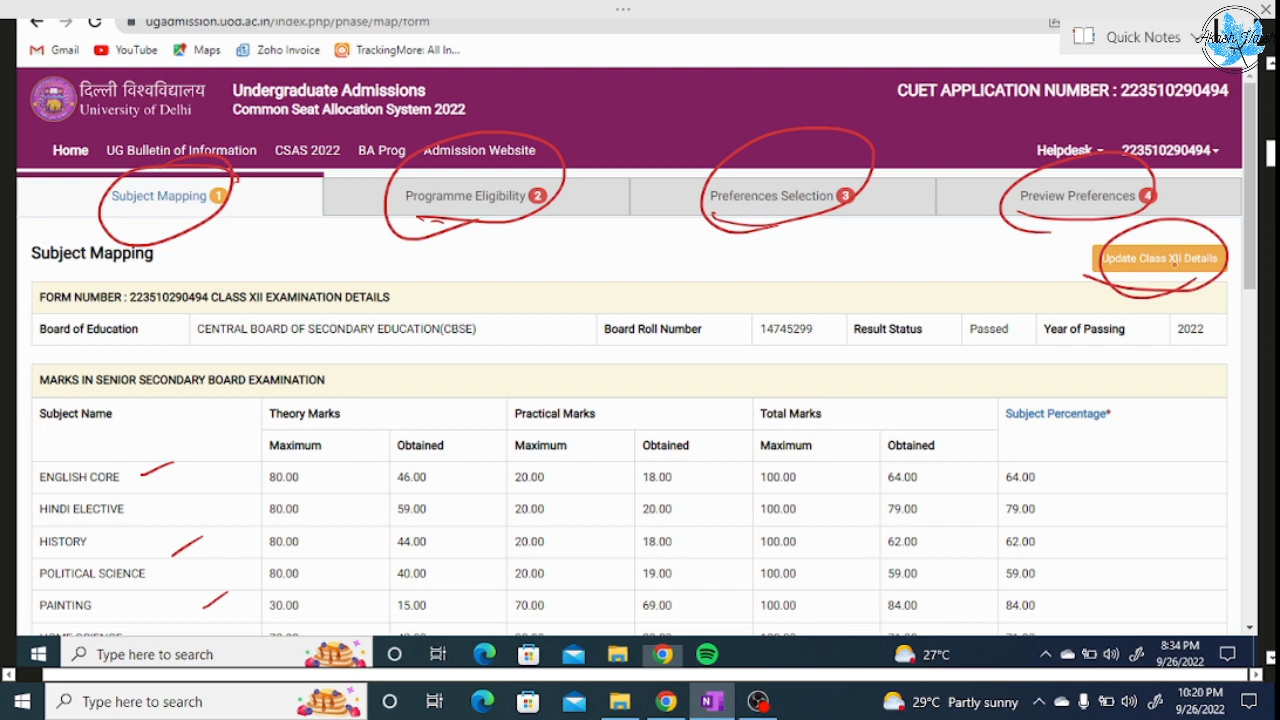 ugadmission.uod.ac.in/index.php/phase/map/form
Quick Notes
Gmail YouTube Maps Zoho Invoice TrackingMore: All In...
दिल्ली विश्वविद्यालय
University of Delhi
Undergraduate Admissions
Common Seat Allocation System 2022
CUET APPLICATION NUMBER : 223510290494
Home UG Bulletin of Information CSAS 2022 BA Prog Admission Website Helpdesk 223510290494
Subject Mapping 1 Programme Eligibility 2 Preferences Selection 3 Preview Preferences 4
Subject Mapping
Update Class XII Details
FORM NUMBER : 223510290494 CLASS XII EXAMINATION DETAILS
Board of Education CENTRAL BOARD OF SECONDARY EDUCATION(CBSE) Board Roll Number 14745299 Result Status Passed Year of Passing 2022
MARKS IN SENIOR SECONDARY BOARD EXAMINATION
Subject Name Theory Marks Practical Marks Total Marks Subject Percentage*
Maximum Obtained Maximum Obtained Maximum Obtained
ENGLISH CORE 80.00 46.00 20.00 18.00 100.00 64.00 64.00
HINDI ELECTIVE 80.00 59.00 20.00 20.00 100.00 79.00 79.00
HISTORY 80.00 44.00 20.00 18.00 100.00 62.00 62.00
POLITICAL SCIENCE 80.00 40.00 20.00 19.00 100.00 59.00 59.00
PAINTING 30.00 15.00 70.00 69.00 100.00 84.00 84.00
Type here to search 27°C 8:34 PM
9/26/2022
Type here to search 29°C Partly sunny 10:20 PM
9/26/2022